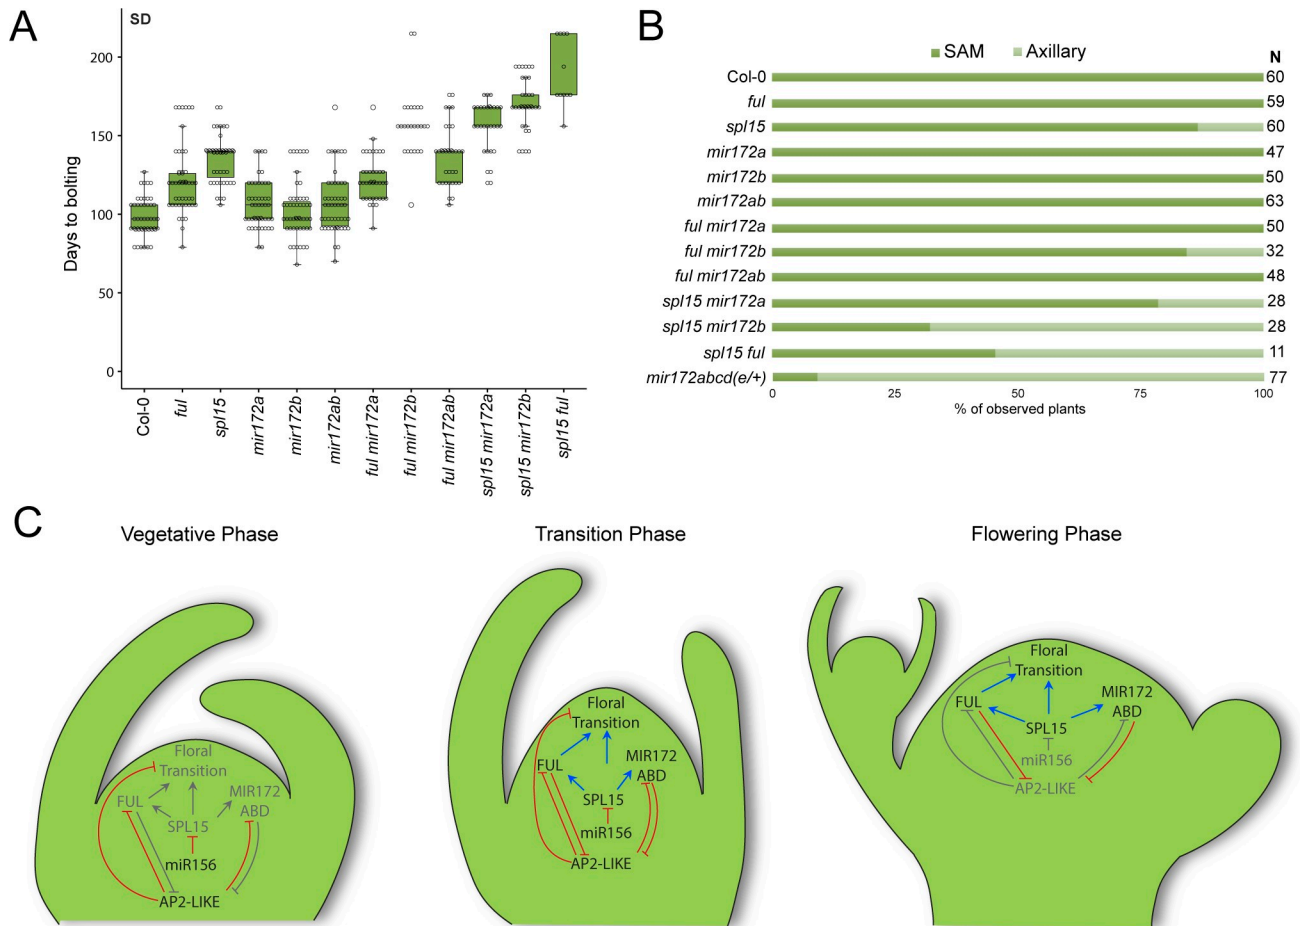 A
SD
Days to bolting
200
150
100
50
0
Col-0
ful
spl15
mir172a
mir172b
mir172ab
ful mir172a
ful mir172b
ful mir172ab
spl15 mir172a
spl15 mir172b
spl15 ful
B
SAM Axillary
N
Col-0 60
ful 59
spl15 60
mir172a 47
mir172b 50
mir172ab 63
ful mir172a 50
ful mir172b 32
ful mir172ab 48
spl15 mir172a 28
spl15 mir172b 28
spl15 ful 11
mir172abcd(e/+) 77
0 25 50 75 100
% of observed plants
C
Vegetative Phase
Floral
Transition
FUL
MIR172
ABD
SPL15
miR156
AP2-LIKE
Transition Phase
Floral
Transition
FUL
MIR172
ABD
SPL15
miR156
AP2-LIKE
Flowering Phase
Floral
Transition
FUL
MIR172
ABD
SPL15
miR156
AP2-LIKE